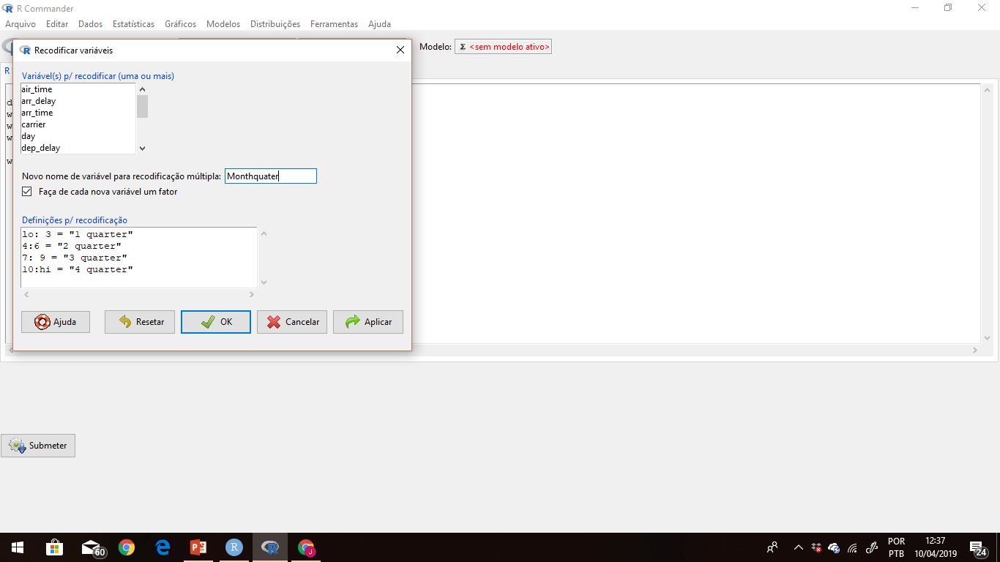 R Commander
Arquivo Editar Dados Estatísticas Gráficos Modelos Distribuições Ferramentas Ajuda
Modelo: Σ <sem modelo ativo>
Recodificar variáveis
R
Variável(s) p/ recodificar (uma ou mais)
air_time
arr_delay
arr_time
carrier
day
dep_delay
d
w
w
w
w
Novo nome de variável para recodificação múltipla: Monthquater
Faça de cada nova variável um fator
Definições p/ recodificação
lo: 3 = "1 quarter"
4:6 = "2 quarter"
7: 9 = "3 quarter"
10:hi = "4 quarter"
Ajuda Resetar OK Cancelar Aplicar
Submeter
60
J
POR
PTB
12:37
10/04/2019
24